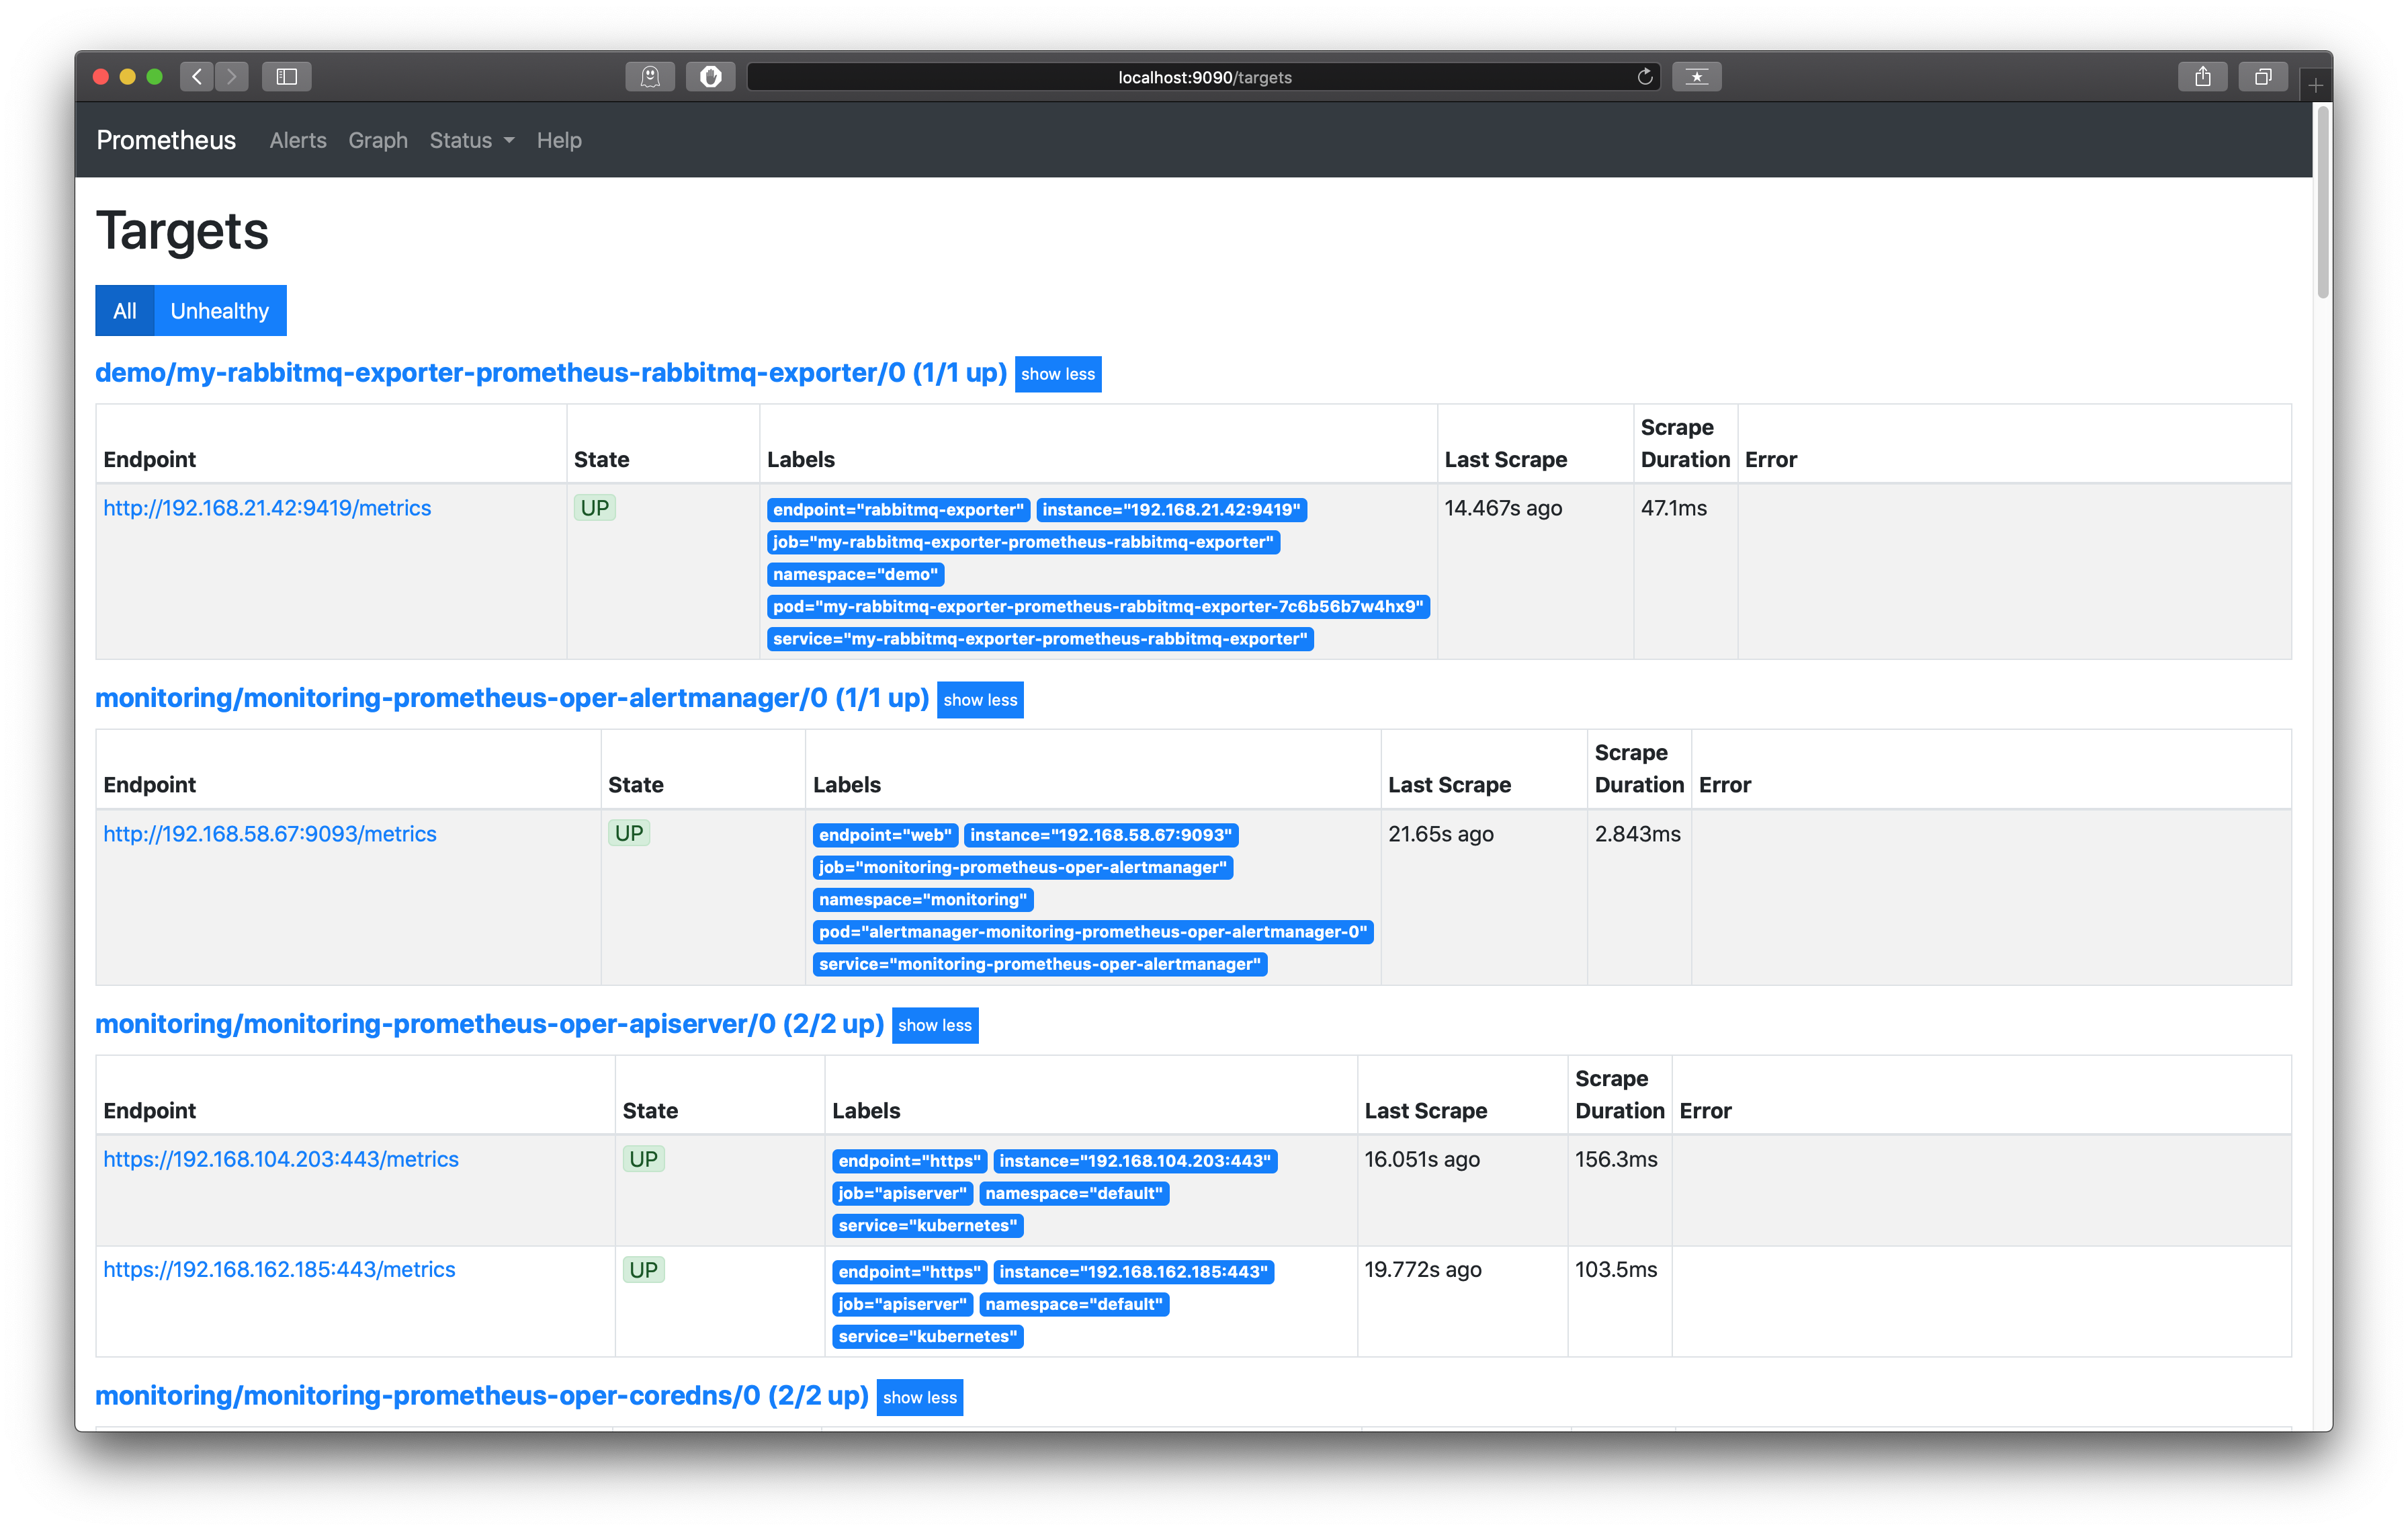 localhost:9090/targets
Prometheus Alerts Graph Status Help
Targets
All Unhealthy
demo/my-rabbitmq-exporter-prometheus-rabbitmq-exporter/0 (1/1 up) show less
Endpoint State Labels Last Scrape Scrape Duration Error
http://192.168.21.42:9419/metrics UP endpoint="rabbitmq-exporter" instance="192.168.21.42:9419" 14.467s ago 47.1ms
job="my-rabbitmq-exporter-prometheus-rabbitmq-exporter"
namespace="demo"
pod="my-rabbitmq-exporter-prometheus-rabbitmq-exporter-7c6b56b7w4hx9"
service="my-rabbitmq-exporter-prometheus-rabbitmq-exporter"
monitoring/monitoring-prometheus-oper-alertmanager/0 (1/1 up) show less
Endpoint State Labels Last Scrape Scrape Duration Error
http://192.168.58.67:9093/metrics UP endpoint="web" instance="192.168.58.67:9093" 21.65s ago 2.843ms
job="monitoring-prometheus-oper-alertmanager"
namespace="monitoring"
pod="alertmanager-monitoring-prometheus-oper-alertmanager-0"
service="monitoring-prometheus-oper-alertmanager"
monitoring/monitoring-prometheus-oper-apiserver/0 (2/2 up) show less
Endpoint State Labels Last Scrape Scrape Duration Error
https://192.168.104.203:443/metrics UP endpoint="https" instance="192.168.104.203:443" 16.051s ago 156.3ms
job="apiserver" namespace="default"
service="kubernetes"
https://192.168.162.185:443/metrics UP endpoint="https" instance="192.168.162.185:443" 19.772s ago 103.5ms
job="apiserver" namespace="default"
service="kubernetes"
monitoring/monitoring-prometheus-oper-coredns/0 (2/2 up) show less